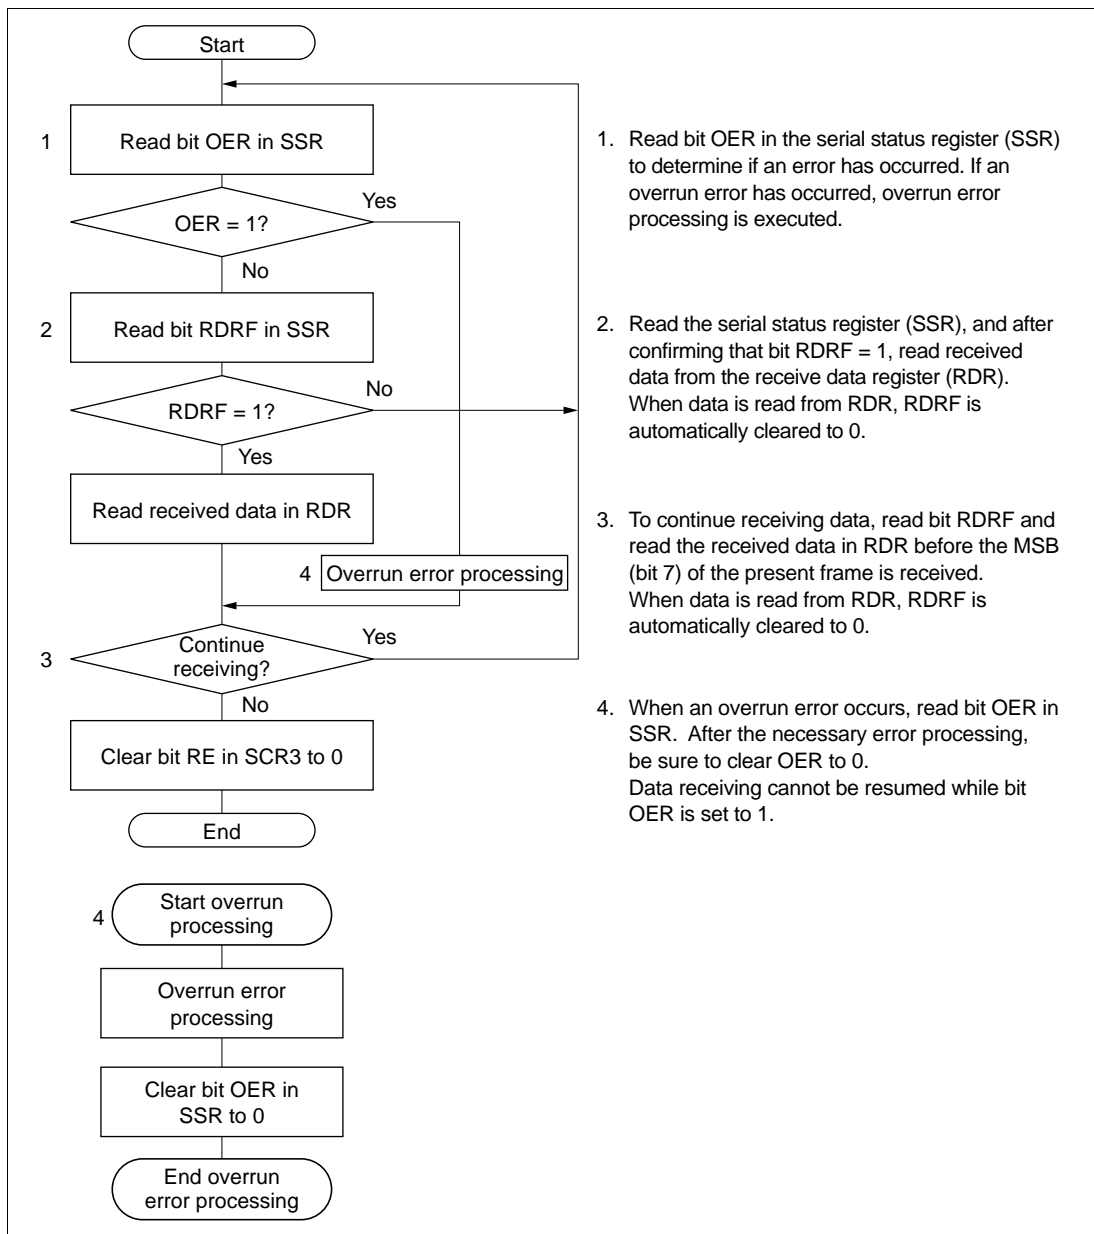 Start
1
Read bit OER in SSR
OER = 1?
Yes
No
2
Read bit RDRF in SSR
RDRF = 1?
No
Yes
Read received data in RDR
4
Overrun error processing
3
Continue
receiving?
Yes
No
Clear bit RE in SCR3 to 0
End
4
Start overrun
processing
Overrun error
processing
Clear bit OER in
SSR to 0
End overrun
error processing
1. Read bit OER in the serial status register (SSR)
to determine if an error has occurred. If an
overrun error has occurred, overrun error
processing is executed.
2. Read the serial status register (SSR), and after
confirming that bit RDRF = 1, read received
data from the receive data register (RDR).
When data is read from RDR, RDRF is
automatically cleared to 0.
3. To continue receiving data, read bit RDRF and
read the received data in RDR before the MSB
(bit 7) of the present frame is received.
When data is read from RDR, RDRF is
automatically cleared to 0.
4. When an overrun error occurs, read bit OER in
SSR.  After the necessary error processing,
be sure to clear OER to 0.
Data receiving cannot be resumed while bit
OER is set to 1.